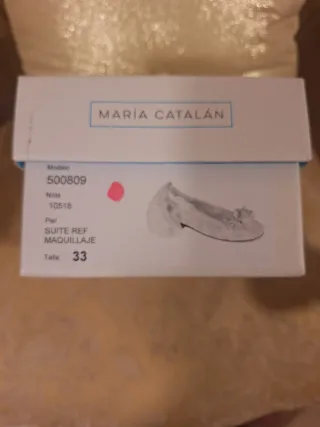 MARÍA CATALÁN
Modelo
500809
Nota
10518
Piel
SUITE REF
MAQUILLAJE
Talla: 33